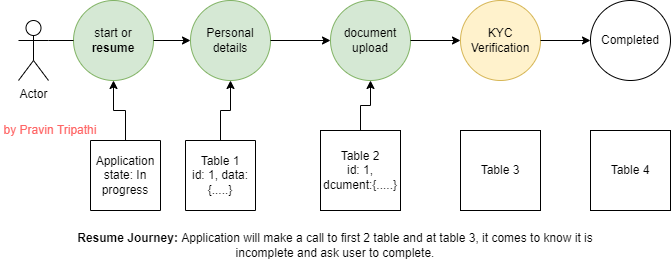 start or
resume
Personal
details
document
upload
KYC
Verification
Completed
Actor
by Pravin Tripathi
Application
state: In
progress
Table 1
id: 1, data:
{.....}
Table 2
id: 1,
dcument:{.....}
Table 3
Table 4
Resume Journey: Application will make a call to first 2 table and at table 3, it comes to know it is
incomplete and ask user to complete.